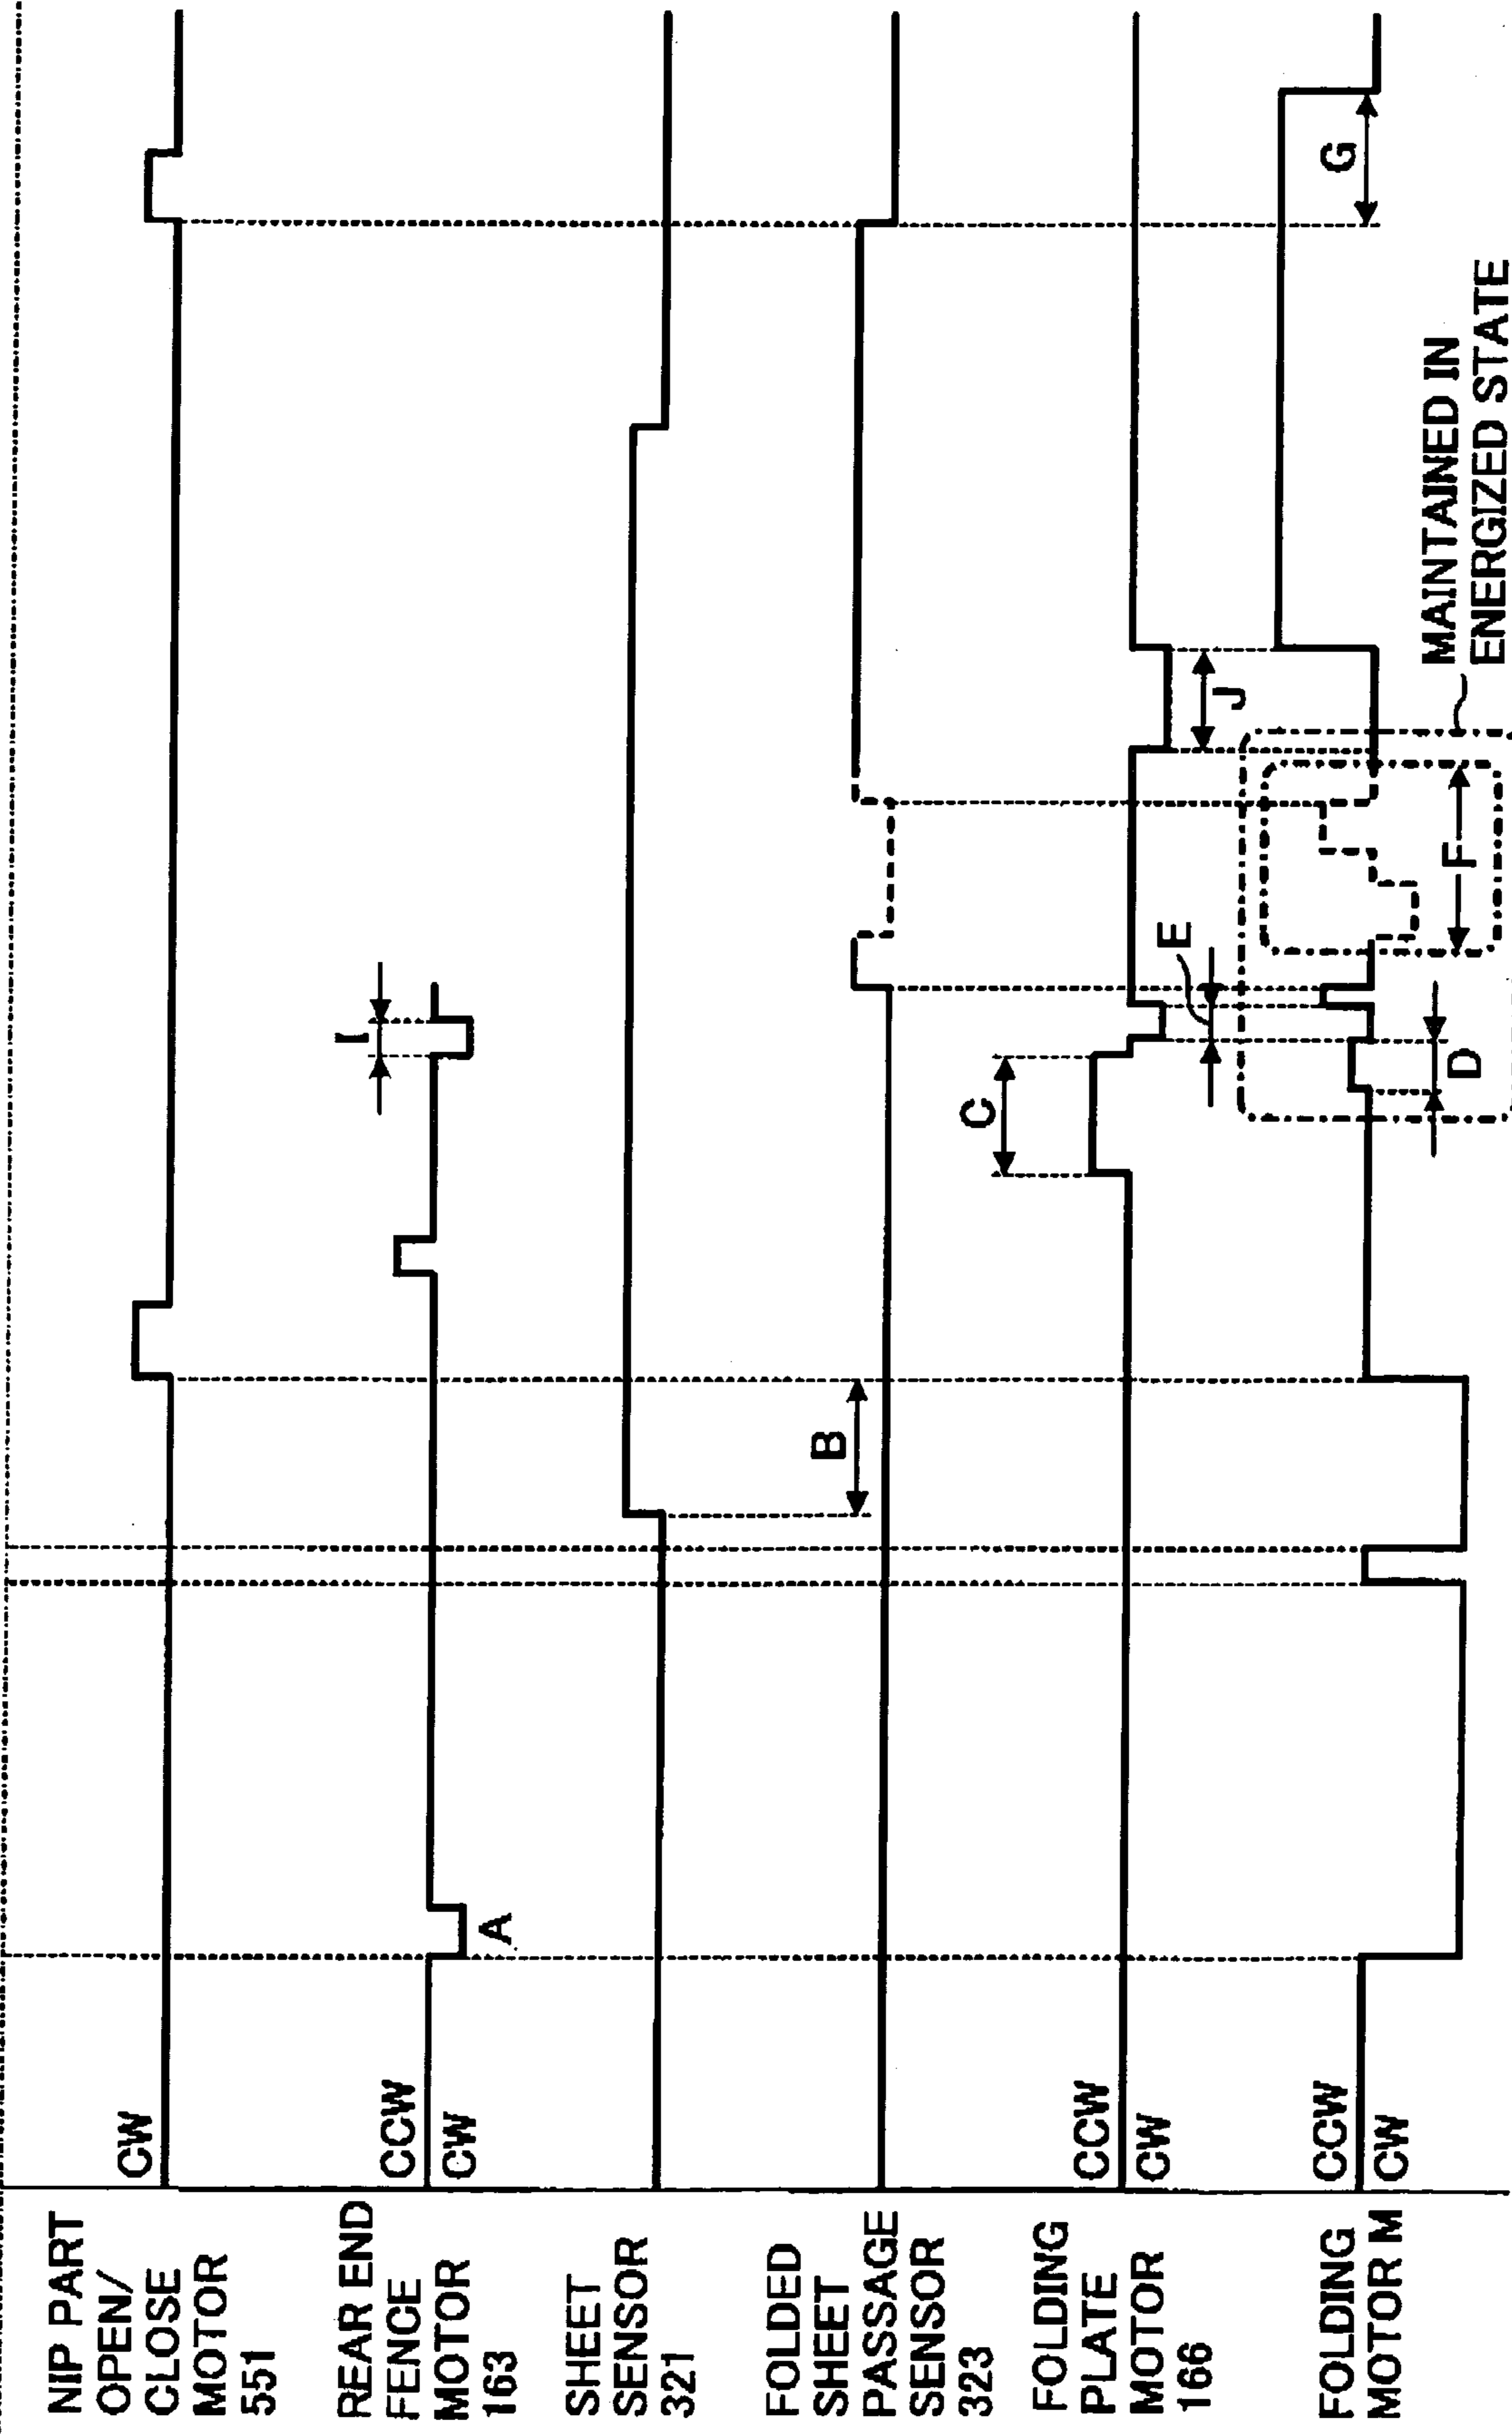 NIP PART
OPEN/
CLOSE
MOTOR
551
CW
REAR END
FENCE
MOTOR
163
CCW
CW
A
I
SHEET
SENSOR
321
B
FOLDED
SHEET
PASSAGE
SENSOR
323
FOLDING
PLATE
MOTOR
166
CCW
CW
C
E
J
FOLDING
MOTOR M
CCW
CW
D
F
G
MAINTAINED IN
ENERGIZED STATE